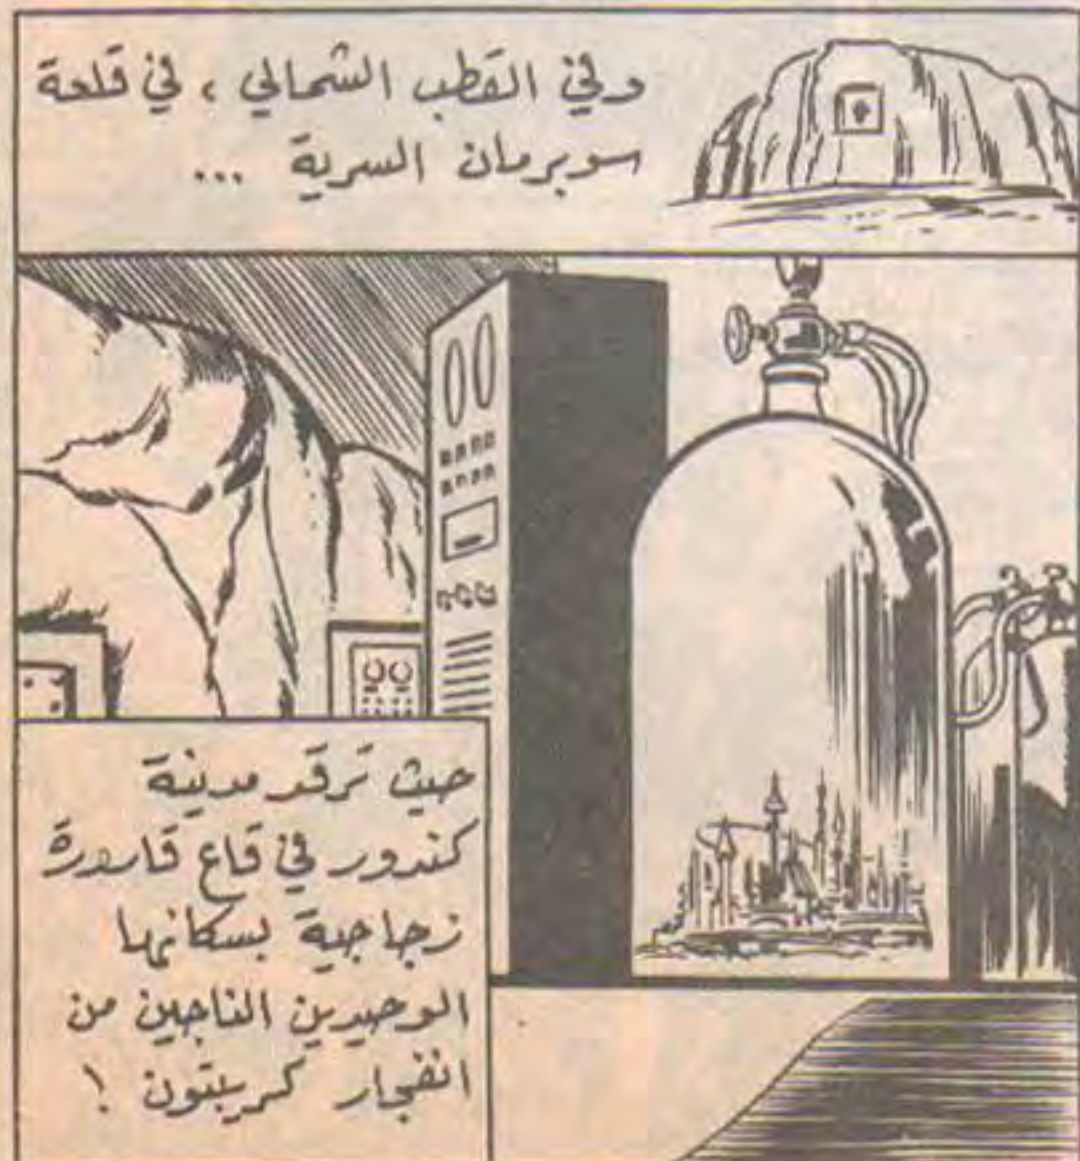 وفي القطب الشمالي ، في قلعة
سوبرمان السرية ...
حيث ترقد مدينة
كندور في قاع قارورة
زجاجية بسكانها
الوحيدين الناجين من
انفجار كريبتون !